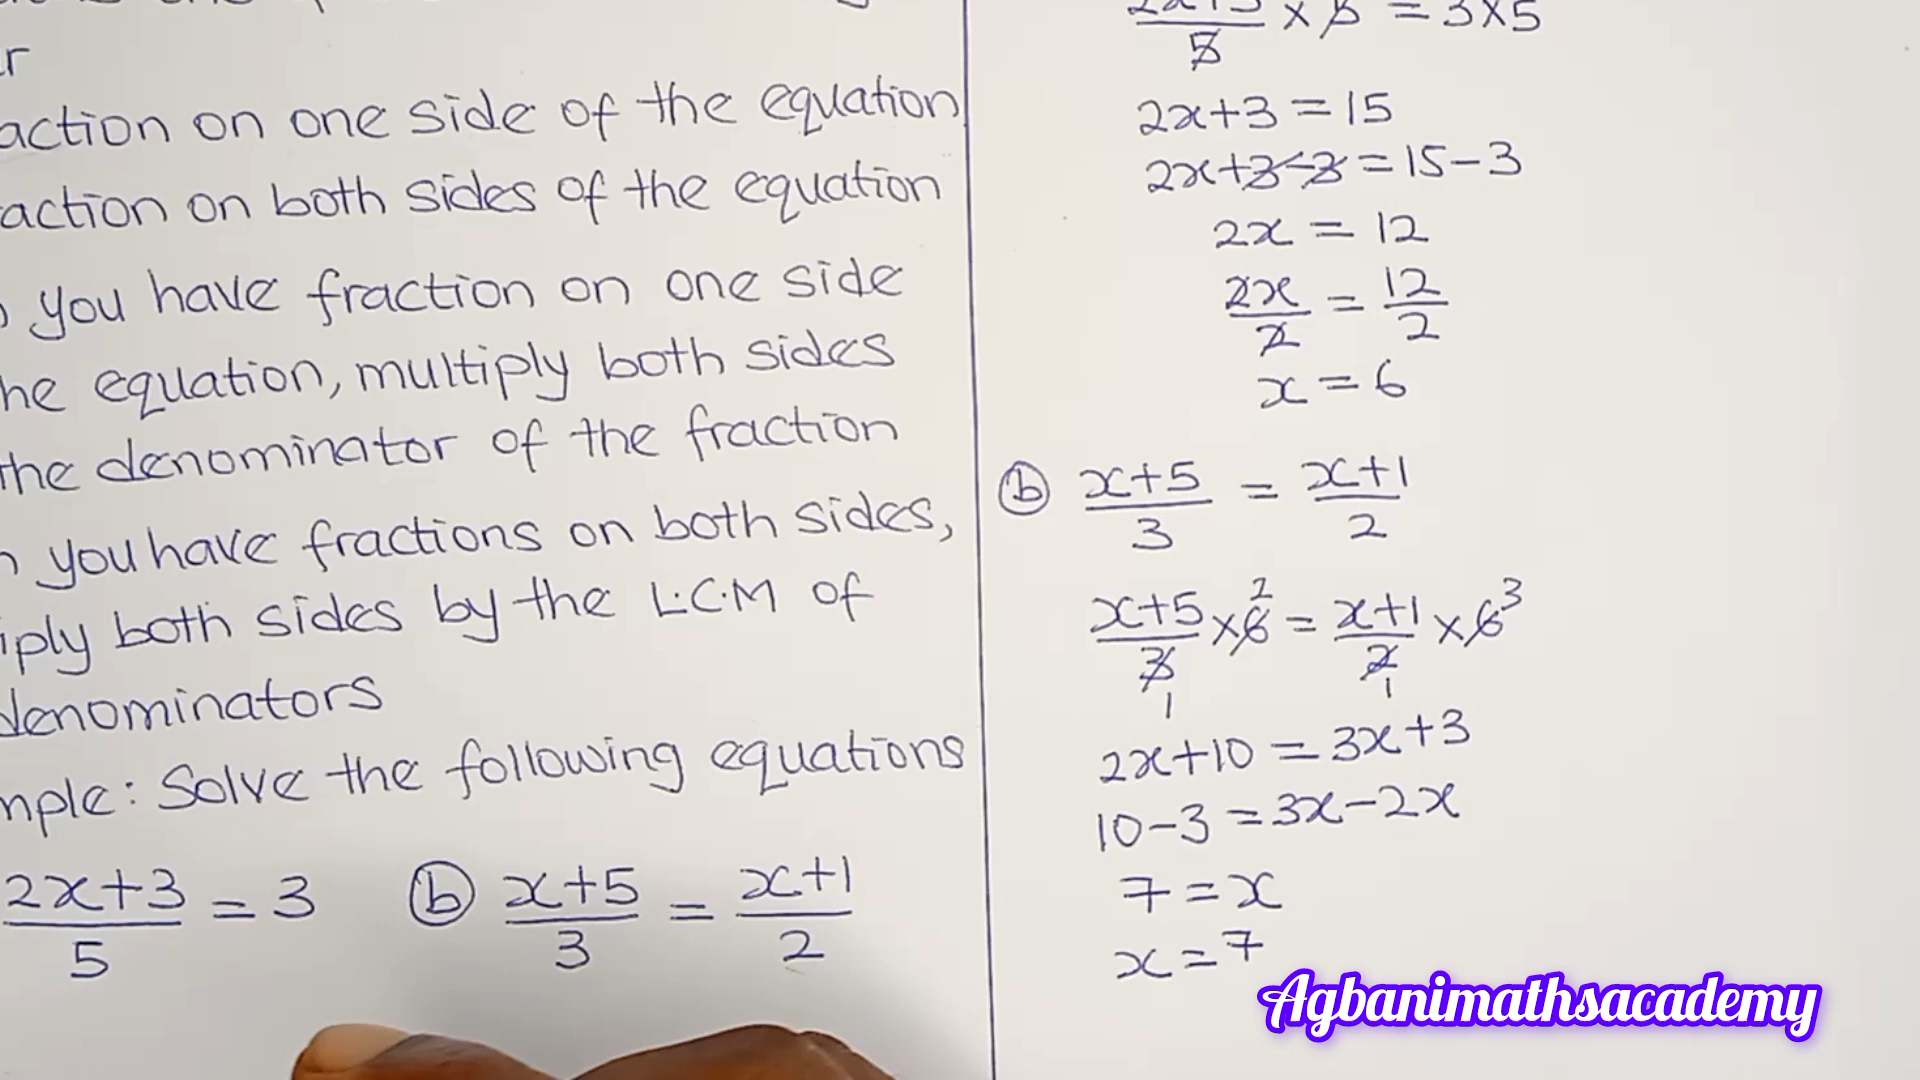 r
action on one side of the equation
action on both sides of the equation
you have fraction on one side
he equation, multiply both sides
the denominator of the fraction
n you have fractions on both sides,
iply both sides by the L.C.M of
denominators
mple: Solve the following equations
2x+3/5 = 3 (b) x+5/3 = x+1/2
2x+3/5 × 5 = 3×5
2x+3 = 15
2x+3-3 = 15-3
2x = 12
2x/2 = 12/2
x = 6
(b) x+5/3 = x+1/2
x+5/3 × 6 2 = x+1/2 × 6 3
1 1
2x+10 = 3x+3
10-3 = 3x-2x
7 = x
x = 7
Agbanimathsacademy